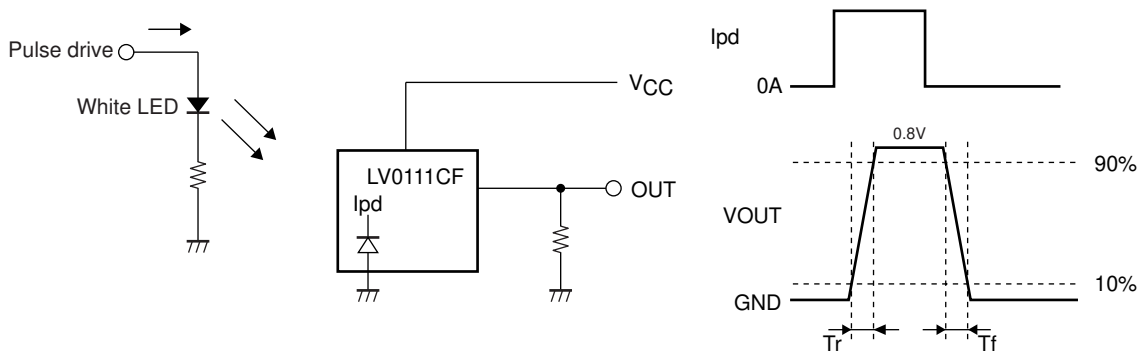 Pulse drive
White LED
VCC
LV0111CF
Ipd
OUT
Ipd
0A
0.8V
90%
VOUT
10%
GND
Tr
Tf